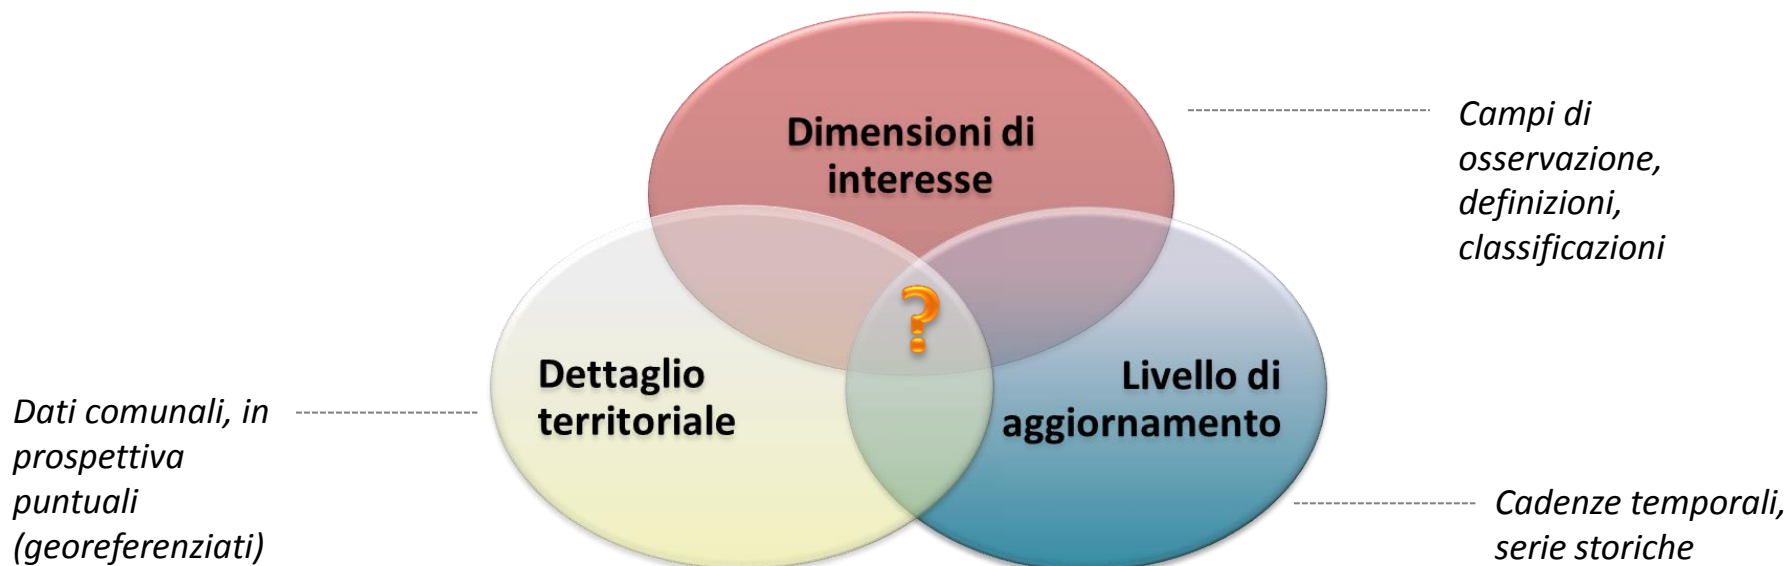 Dimensioni di
interesse
Campi di
osservazione,
definizioni,
classificazioni
?
Dettaglio
territoriale
Livello di
aggiornamento
Dati comunali, in
prospettiva
puntuali
(georeferenziati)
Cadenze temporali,
serie storiche